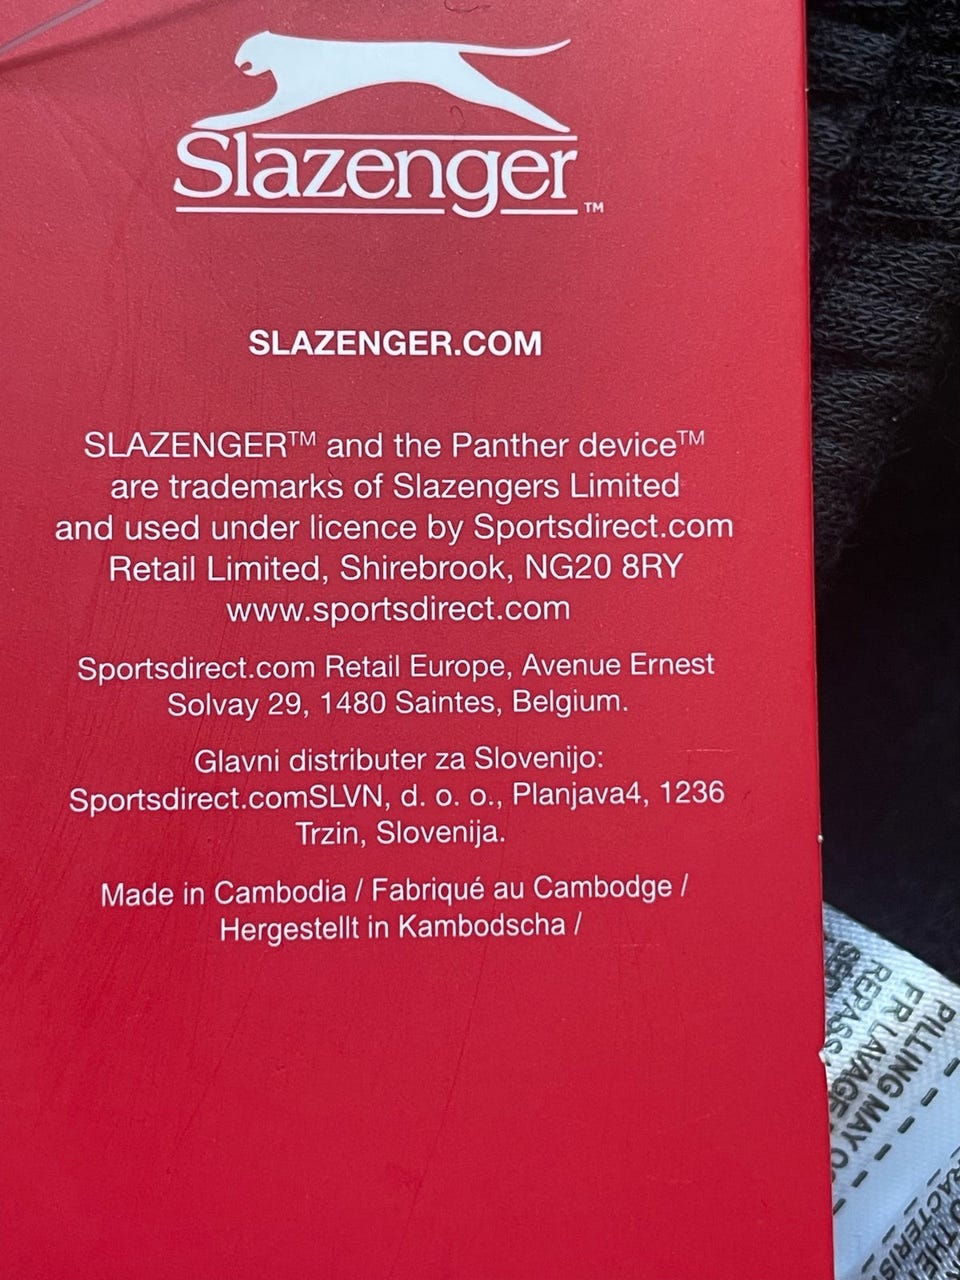 Slazenger™
SLAZENGER.COM
SLAZENGER™ and the Panther device™
are trademarks of Slazengers Limited
and used under licence by Sportsdirect.com
Retail Limited, Shirebrook, NG20 8RY
www.sportsdirect.com
Sportsdirect.com Retail Europe, Avenue Ernest
Solvay 29, 1480 Saintes, Belgium.
Glavni distributer za Slovenijo:
Sportsdirect.comSLVN, d. o. o., Planjava4, 1236
Trzin, Slovenija.
Made in Cambodia / Fabriqué au Cambodge /
Hergestellt in Kambodscha /
PILLING MAY
FR LAVAGE
REPASS